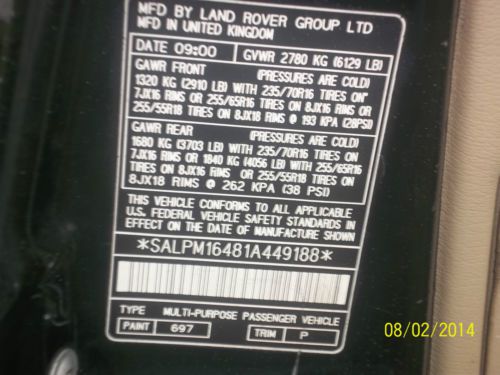 MFD BY LAND ROVER GROUP LTD
MFD IN UNITED KINGDOM
DATE 09:00 GVWR 2780 KG (6129 LB)
GAWR FRONT (PRESSURES ARE COLD)
1320 KG (2910 LB) WITH 235/70R16 TIRES ON
7JX16 RIMS OR 255/65R16 TIRES ON 8JX16 RIMS OR
255/55R18 TIRES ON 8JX18 RIMS @ 193 KPA (28PSI)
GAWR REAR (PRESSURES ARE COLD)
1680 KG (3703 LB) WITH 235/70R16 TIRES ON
7JX16 RIMS OR 1840 KG (4056 LB) WITH 255/65R16
TIRES ON 8JX16 RIMS OR 255/55R18 TIRES ON
8JX18 RIMS @ 262 KPA (38 PSI)
THIS VEHICLE CONFORMS TO ALL APPLICABLE
U.S. FEDERAL VEHICLE SAFETY STANDARDS IN
EFFECT ON THE DATE OF MANUFACTURE SHOWN ABOVE
*SALPM16481A449188*
TYPE MULTI-PURPOSE PASSENGER VEHICLE
PAINT 697 TRIM P
08/02/2014